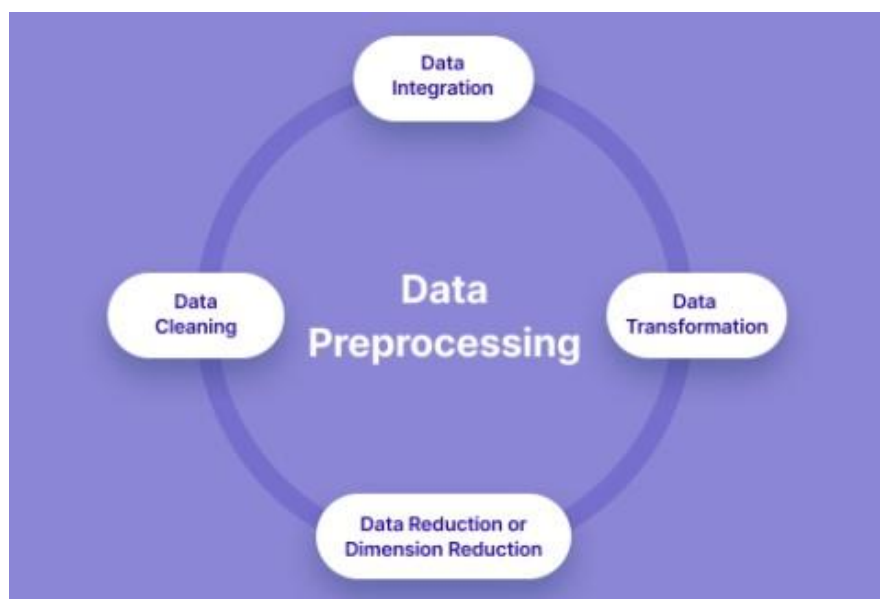 Data
Integration
Data
Cleaning
Data
Preprocessing
Data
Transformation
Data Reduction or
Dimension Reduction